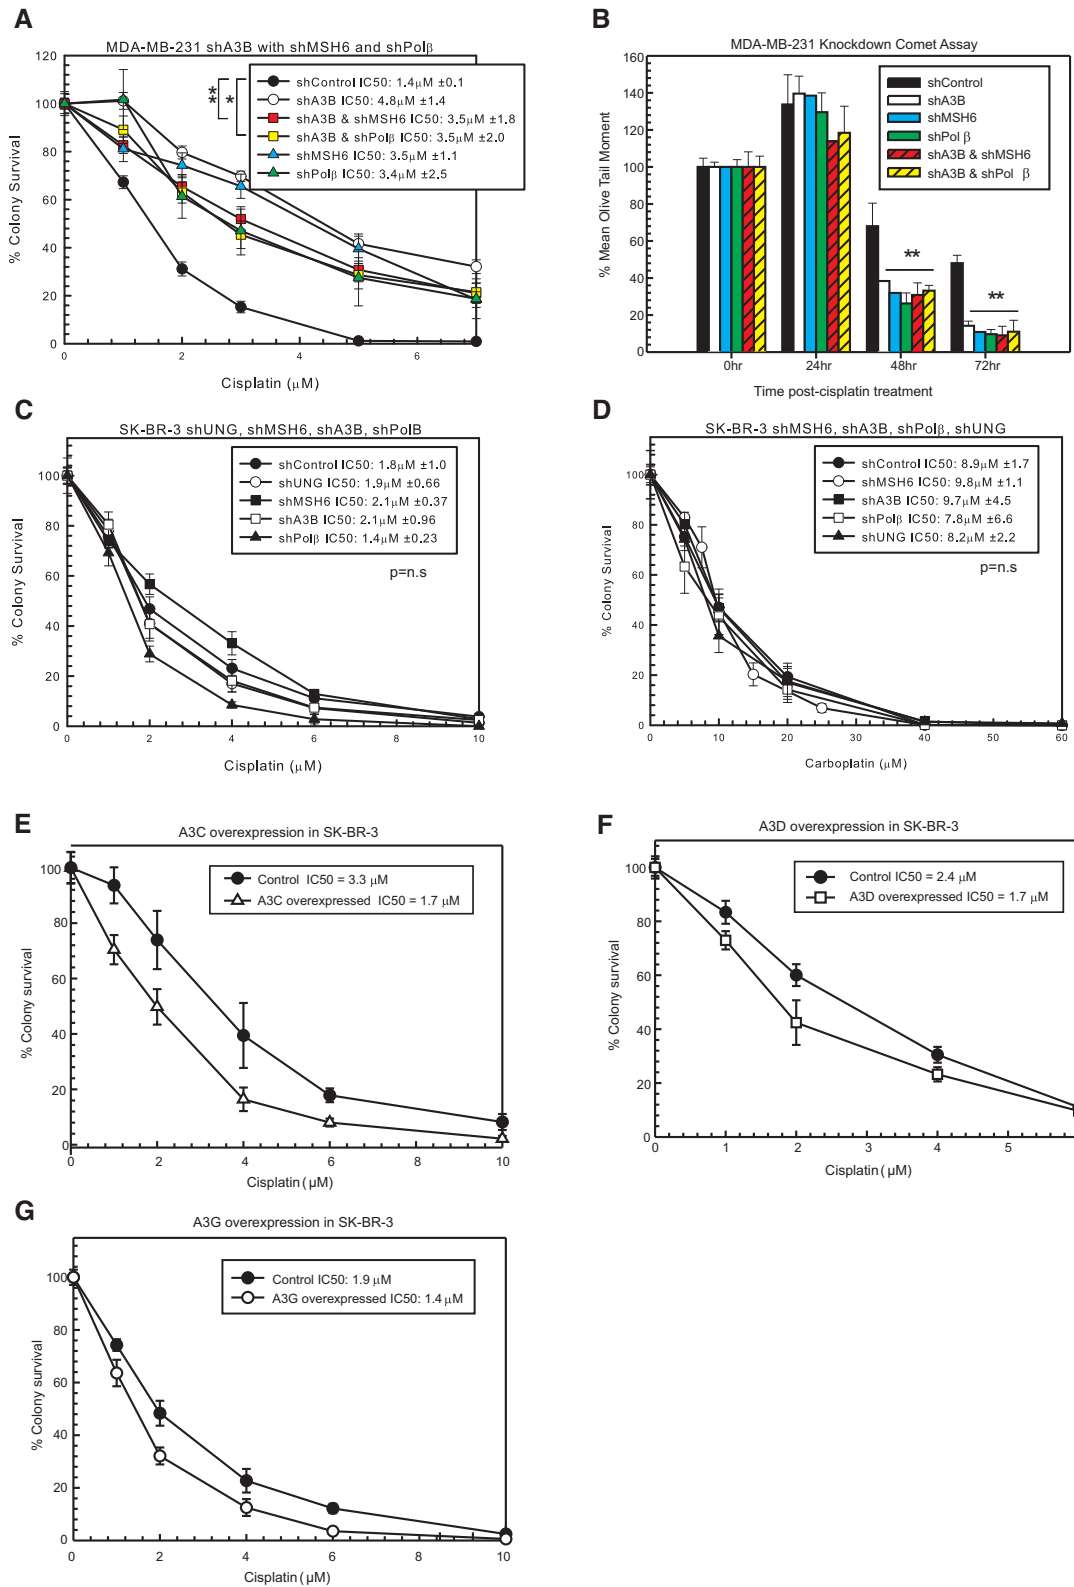 A
MDA-MB-231 shA3B with shMSH6 and shPolβ
shControl IC50: 1.4μM ±0.1
shA3B IC50: 4.8μM ±1.4
shA3B & shMSH6 IC50: 3.5μM ±1.8
shA3B & shPolβ IC50: 3.5μM ±2.0
shMSH6 IC50: 3.5μM ±1.1
shPolβ IC50: 3.4μM ±2.5
** *
% Colony Survival
120
100
80
60
40
20
0
0 2 4 6
Cisplatin (μM)
B
MDA-MB-231 Knockdown Comet Assay
shControl
shA3B
shMSH6
shPol β
shA3B & shMSH6
shA3B & shPol β
% Mean Olive Tail Moment
160
140
120
100
80
60
40
20
0
**
**
0hr 24hr 48hr 72hr
Time post-cisplatin treatment
C
SK-BR-3 shUNG, shMSH6, shA3B, shPolB
shControl IC50: 1.8μM ±1.0
shUNG IC50: 1.9μM ±0.66
shMSH6 IC50: 2.1μM ±0.37
shA3B IC50: 2.1μM ±0.96
shPolβ IC50: 1.4μM ±0.23
p=n.s
% Colony Survival
100
80
60
40
20
0
0 2 4 6 8 10
Cisplatin (μM)
D
SK-BR-3 shMSH6, shA3B, shPolβ, shUNG
shControl IC50: 8.9μM ±1.7
shMSH6 IC50: 9.8μM ±1.1
shA3B IC50: 9.7μM ±4.5
shPolβ IC50: 7.8μM ±6.6
shUNG IC50: 8.2μM ±2.2
p=n.s
% Colony Survival
100
80
60
40
20
0
0 10 20 30 40 50 60
Carboplatin (μM)
E
A3C overexpression in SK-BR-3
Control IC50 = 3.3 μM
A3C overexpressed IC50 = 1.7 μM
% Colony survival
100
80
60
40
20
0
0 2 4 6 8 10
Cisplatin (μM)
F
A3D overexpression in SK-BR-3
Control IC50 = 2.4 μM
A3D overexpressed IC50 = 1.7 μM
% Colony survival
100
80
60
40
20
0
0 1 2 3 4 5
Cisplatin (μM)
G
A3G overexpression in SK-BR-3
Control IC50: 1.9 μM
A3G overexpressed IC50: 1.4 μM
% Colony survival
100
80
60
40
20
0
0 2 4 6 8 10
Cisplatin (μM)